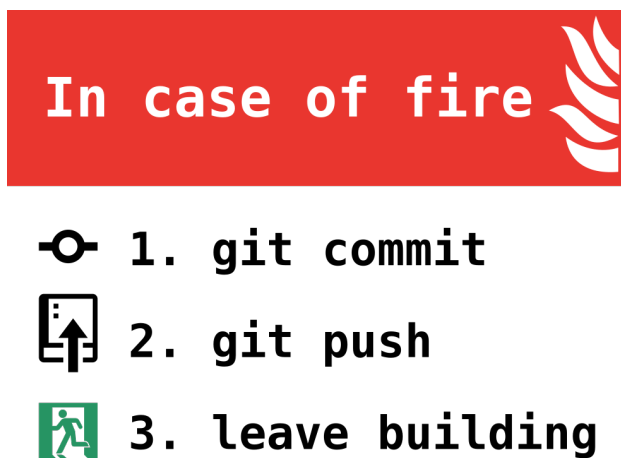 In case of fire
1. git commit
2. git push
3. leave building